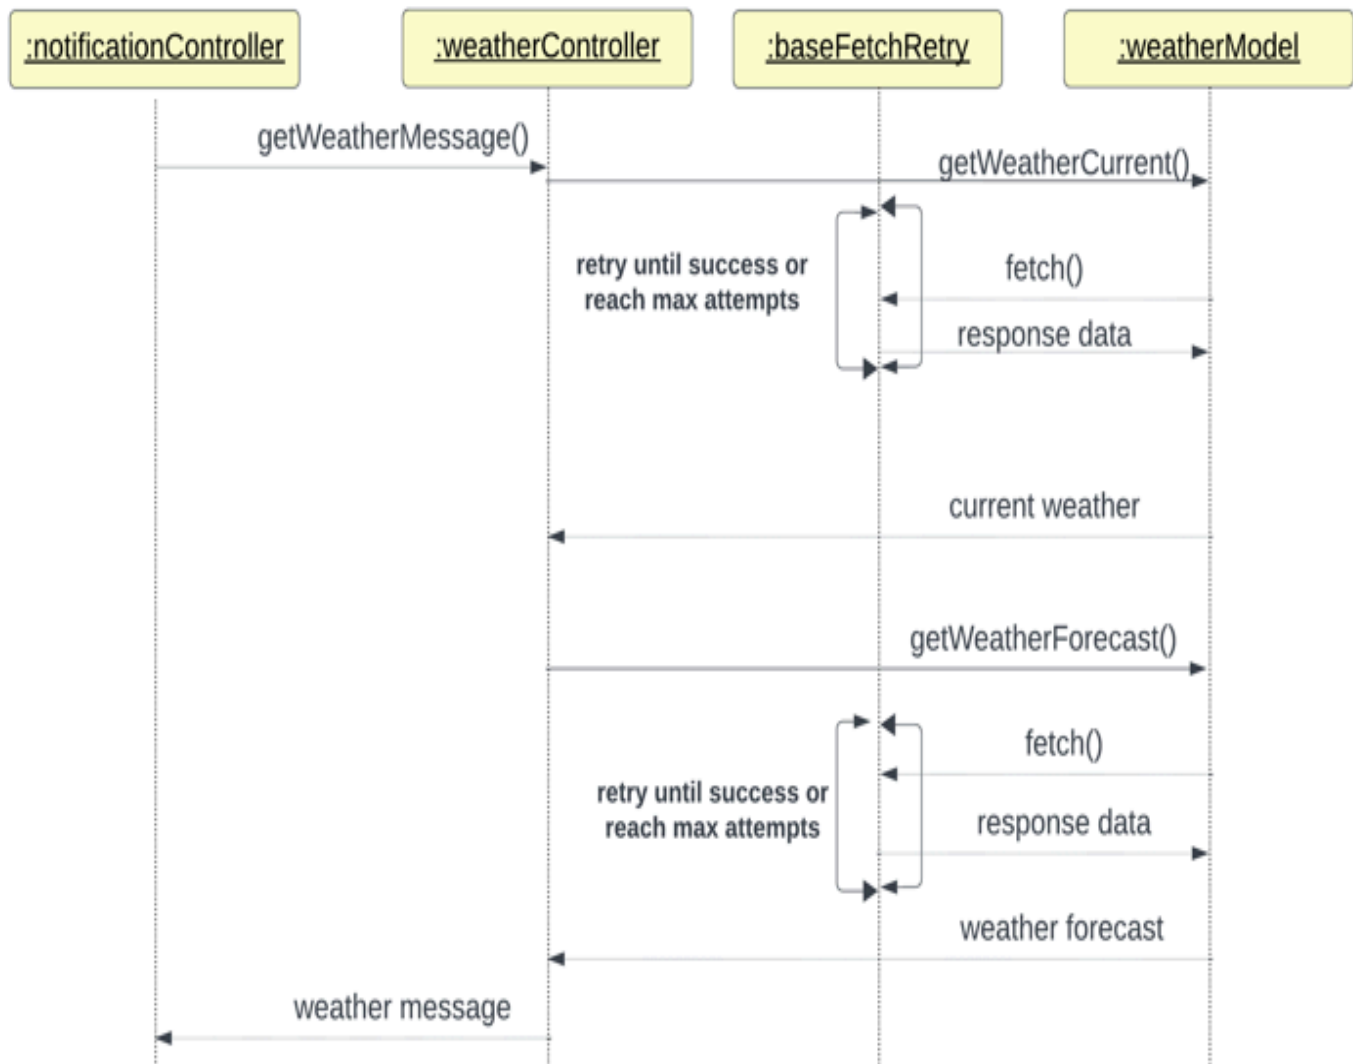 :notificationController
:weatherController
:baseFetchRetry
:weatherModel
getWeatherMessage()
getWeatherCurrent()
retry until success or
reach max attempts
fetch()
response data
current weather
getWeatherForecast()
fetch()
retry until success or
reach max attempts
response data
weather forecast
weather message